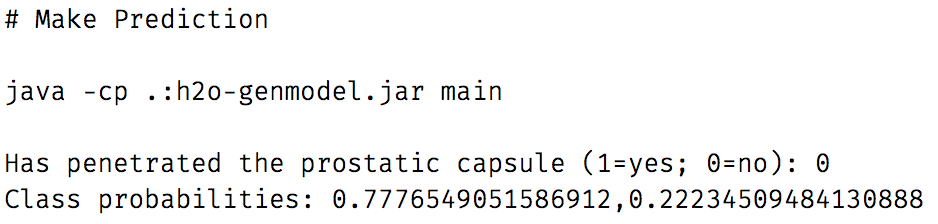 # Make Prediction
java -cp .:h2o-genmodel.jar main
Has penetrated the prostatic capsule (1=yes; 0=no): 0
Class probabilities: 0.7776549051586912,0.22234509484130888